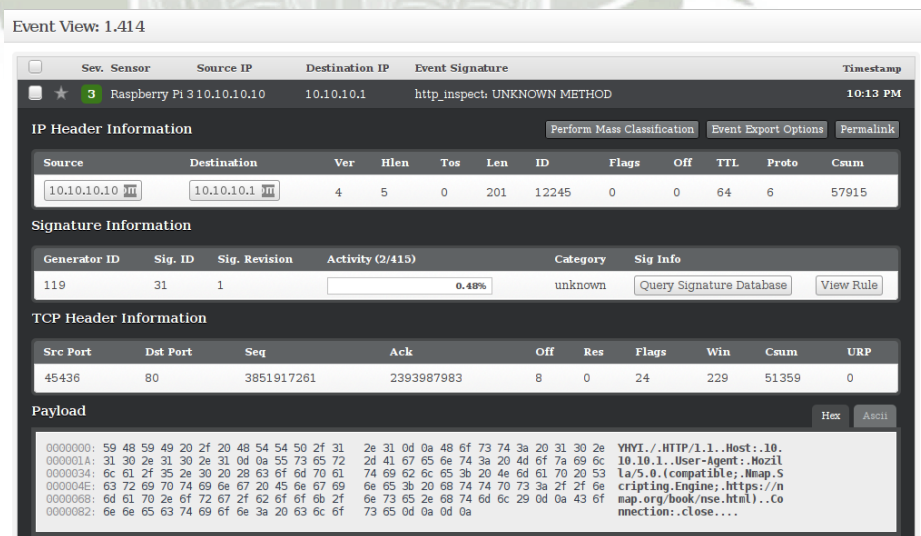 Event View: 1.414
Sev. Sensor Source IP Destination IP Event Signature Timestamp
3 Raspberry Pi 3 10.10.10.10 10.10.10.1 http_inspect: UNKNOWN METHOD 10:13 PM
IP Header Information Perform Mass Classification Event Export Options Permalink
Source Destination Ver Hlen Tos Len ID Flags Off TTL Proto Csum
10.10.10.10 10.10.10.1 4 5 0 201 12245 0 0 64 6 57915
Signature Information
Generator ID Sig. ID Sig. Revision Activity (2/415) Category Sig Info
119 31 1 0.48% unknown Query Signature Database View Rule
TCP Header Information
Src Port Dst Port Seq Ack Off Res Flags Win Csum URP
45436 80 3851917261 2393987983 8 0 24 229 51359 0
Payload Hex Ascii
0000000: 59 48 59 49 20 2f 20 48 54 54 50 2f 31 2e 31 0d 0a 48 6f 73 74 3a 20 31 30 2e YHYI./.HTTP/1.1..Host:.10.
000001A: 31 30 2e 31 30 2e 31 0d 0a 55 73 65 72 2d 41 67 65 6e 74 3a 20 4d 6f 7a 69 6c 10.10.1..User-Agent:.Mozil
0000034: 6c 61 2f 35 2e 30 20 28 63 6f 6d 70 61 74 69 62 6c 65 3b 20 4e 6d 61 70 20 53 la/5.0.(compatible;.Nmap.S
000004E: 63 72 69 70 74 69 6e 67 20 45 6e 67 69 6e 65 3b 20 68 74 74 70 73 3a 2f 2f 6e cripting.Engine;.https://n
0000068: 6d 61 70 2e 6f 72 67 2f 62 6f 6f 6b 2f 6e 73 65 2e 68 74 6d 6c 29 0d 0a 43 6f map.org/book/nse.html)..Co
0000082: 6e 6e 65 63 74 69 6f 6e 3a 20 63 6c 6f 73 65 0d 0a 0d 0a nnection:.close....